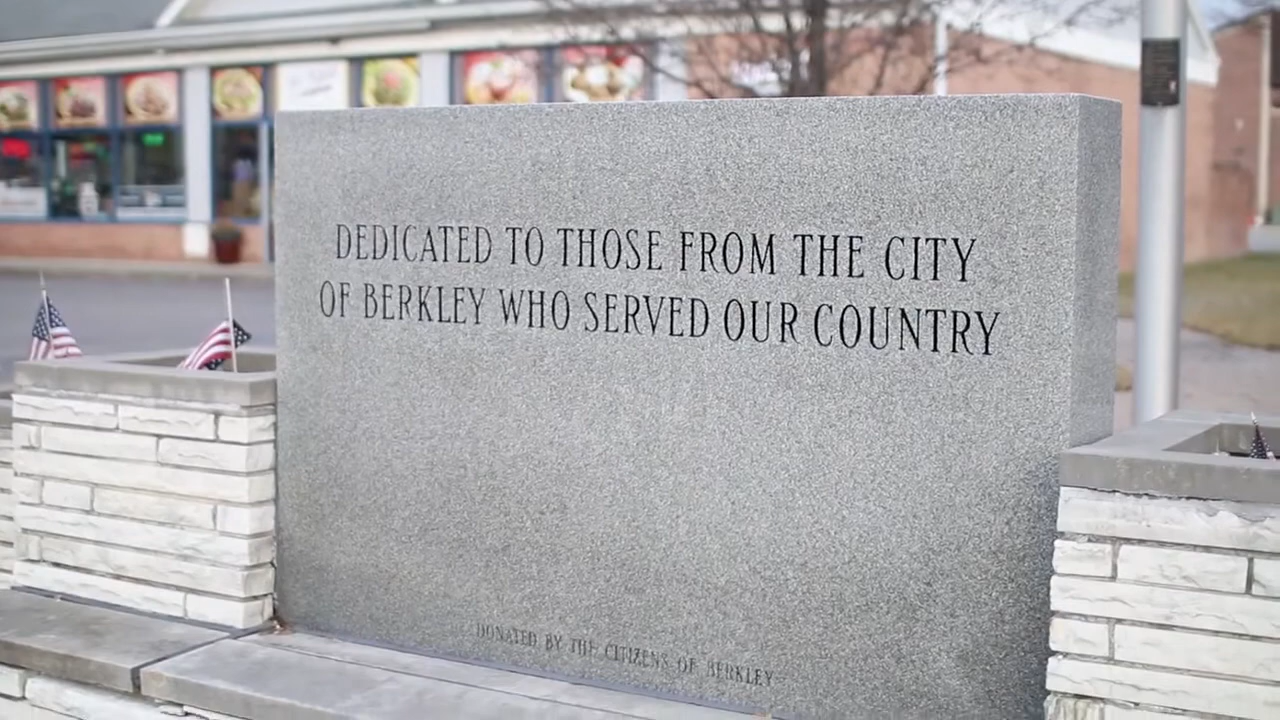 DEDICATED TO THOSE FROM THE CITY
OF BERKLEY WHO SERVED OUR COUNTRY
DONATED BY THE CITIZENS OF BERKLEY